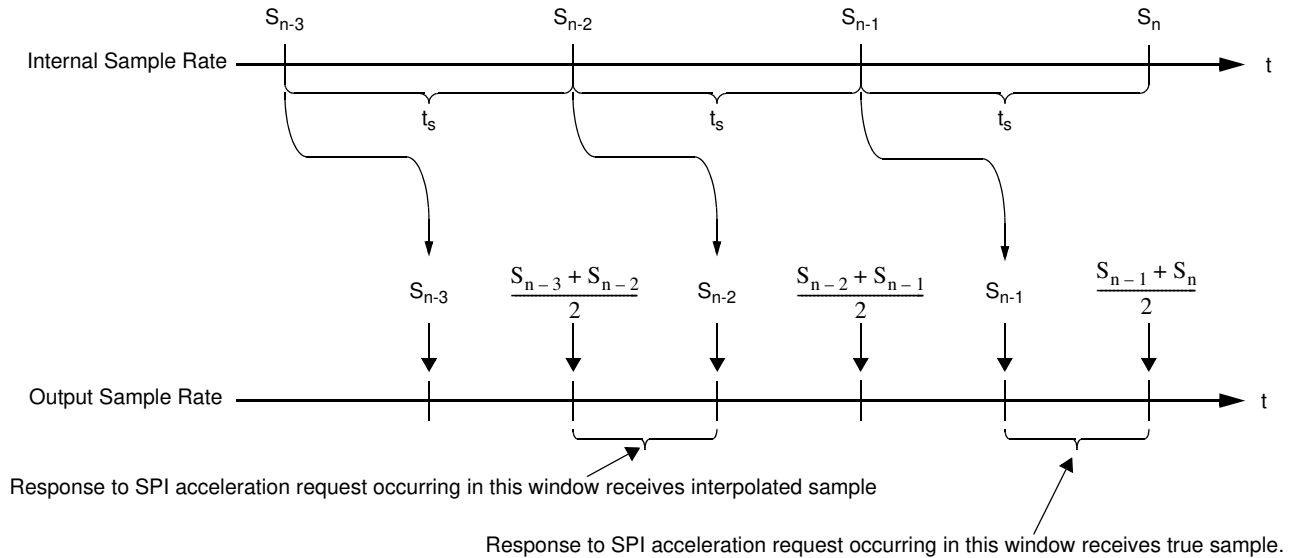 S_{n-3} S_{n-2} S_{n-1} S_n
Internal Sample Rate t
t_s t_s t_s
S_{n-3} \frac{S_{n-3} + S_{n-2}}{2} S_{n-2} \frac{S_{n-2} + S_{n-1}}{2} S_{n-1} \frac{S_{n-1} + S_n}{2}
Output Sample Rate t
Response to SPI acceleration request occurring in this window receives interpolated sample
Response to SPI acceleration request occurring in this window receives true sample.